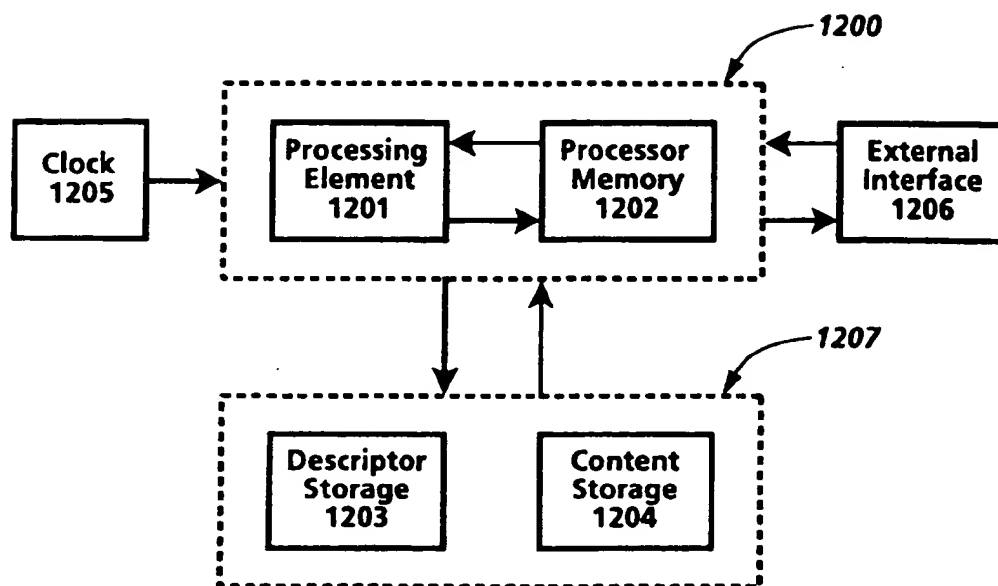 1200
Clock
1205
Processing
Element
1201
Processor
Memory
1202
External
Interface
1206
1207
Descriptor
Storage
1203
Content
Storage
1204